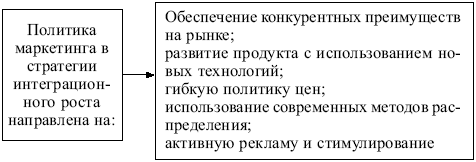 Политика
маркетинга в
стратегии
интеграцион-
ного роста
направлена на:
Обеспечение конкурентных преимуществ
на рынке;
развитие продукта с использованием но-
вых технологий;
гибкую политику цен;
использование современных методов рас-
пределения;
активную рекламу и стимулирование